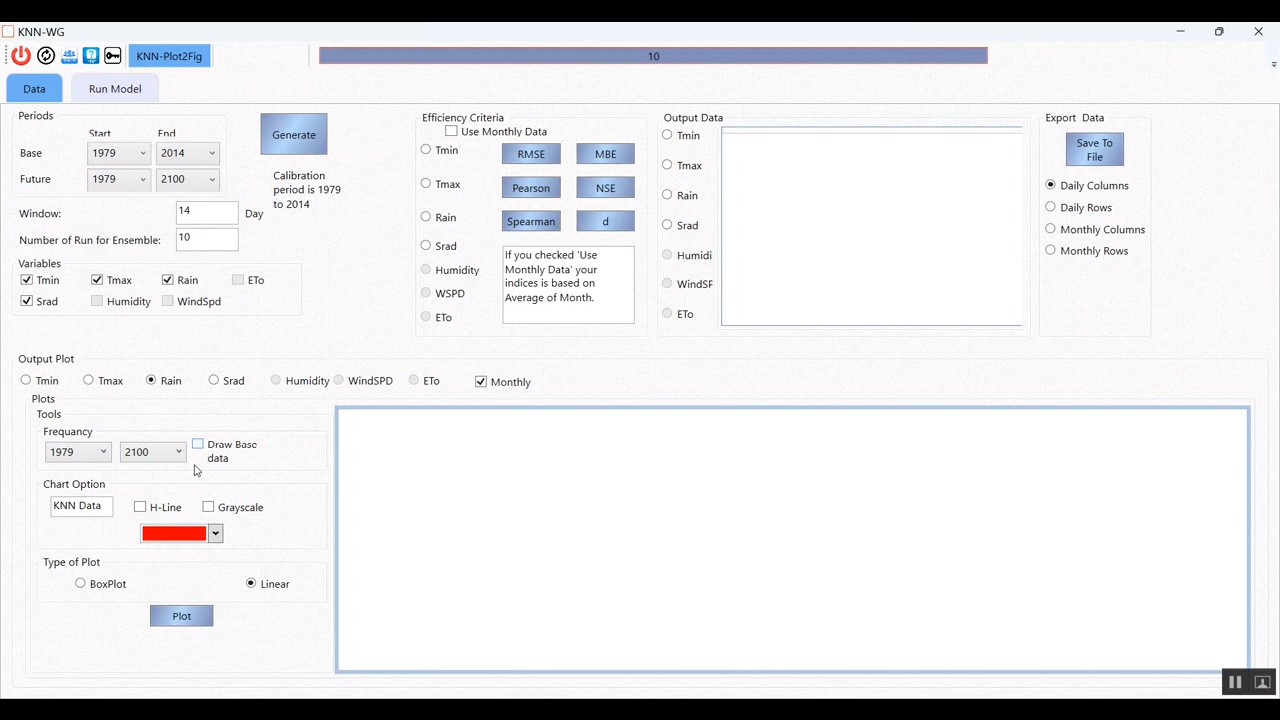 KNN-WG
KNN-Plot2Fig
10
Data
Run Model
Periods
Start End
Base 1979 2014
Future 1979 2100
Generate
Calibration
period is 1979
to 2014
Window: 14 Day
Number of Run for Ensemble: 10
Variables
Tmin Tmax Rain ETo
Srad Humidity WindSpd
Efficiency Criteria
Use Monthly Data
Tmin RMSE MBE
Tmax Pearson NSE
Rain Spearman d
Srad
Humidity
WSPD
ETo
If you checked 'Use
Monthly Data' your
indices is based on
Average of Month.
Output Data
Tmin
Tmax
Rain
Srad
Humidi
WindSF
ETo
Export Data
Save To
File
Daily Columns
Daily Rows
Monthly Columns
Monthly Rows
Output Plot
Tmin Tmax Rain Srad Humidity WindSPD ETo Monthly
Plots
Tools
Frequancy
1979 2100 Draw Base
data
Chart Option
KNN Data H-Line Grayscale
Type of Plot
BoxPlot Linear
Plot